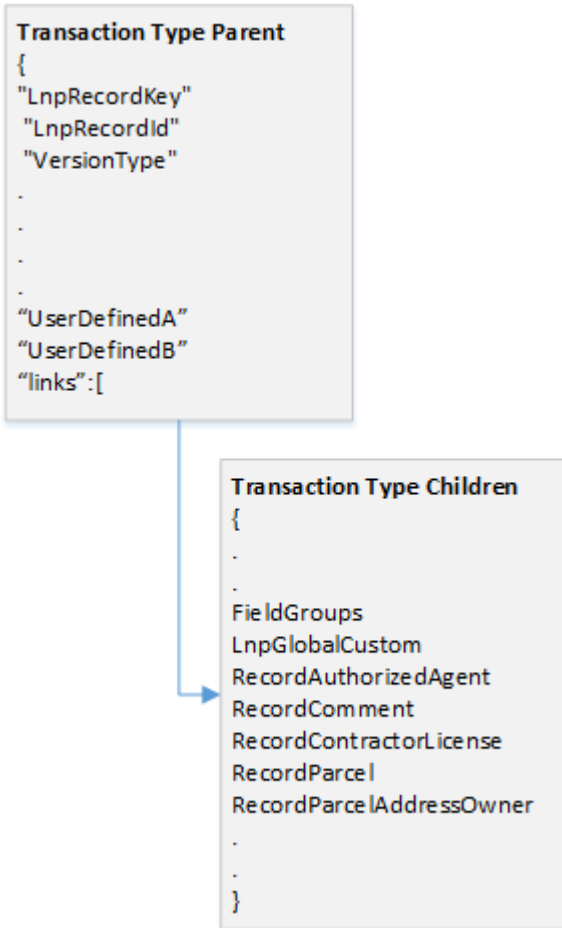 Transaction Type Parent
{
"LnpRecordKey"
"LnpRecordId"
"VersionType"
.
.
.
.
“UserDefinedA”
“UserDefinedB”
“links”:[
Transaction Type Children
{
.
.
FieldGroups
LnpGlobalCustom
RecordAuthorizedAgent
RecordComment
RecordContractorLicense
RecordParcel
RecordParcelAddressOwner
.
.
}